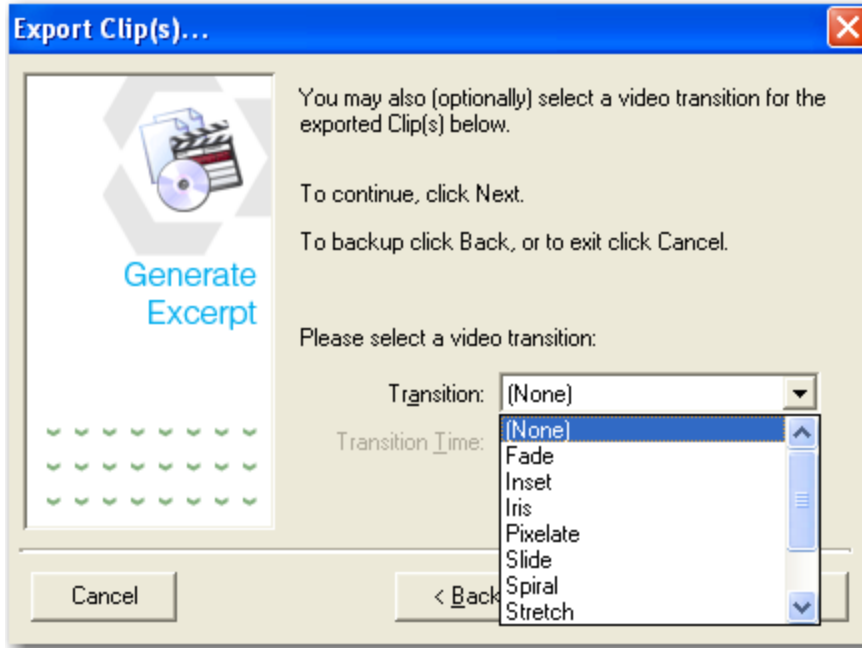 Export Clip(s)...
You may also (optionally) select a video transition for the
exported Clip(s) below.
To continue, click Next.
To backup click Back, or to exit click Cancel.
Generate
Excerpt
Please select a video transition:
Transition: (None)
Transition Time:
(None)
Fade
Inset
Iris
Pixelate
Slide
Spiral
Stretch
Cancel
< Back